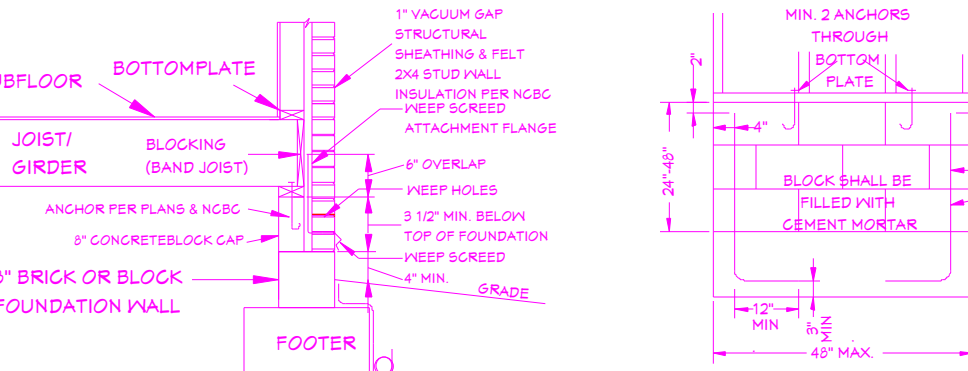 1" VACUUM GAP
STRUCTURAL
SHEATHING & FELT
2X4 STUD WALL
INSULATION PER NCBC
WEEP SCREED
ATTACHMENT FLANGE
BOTTOMPLATE
UBFLOOR
JOIST/
GIRDER
BLOCKING
(BAND JOIST)
6" OVERLAP
WEEP HOLES
ANCHOR PER PLANS & NCBC
3 1/2" MIN. BELOW
TOP OF FOUNDATION
8" CONCRETEBLOCK CAP
WEEP SCREED
4" MIN.
GRADE
8" BRICK OR BLOCK
FOUNDATION WALL
FOOTER
MIN. 2 ANCHORS
THROUGH
BOTTOM
PLATE
2"
4"
24"-48"
BLOCK SHALL BE
FILLED WITH
CEMENT MORTAR
12"
MIN
3"
MIN
48" MAX.